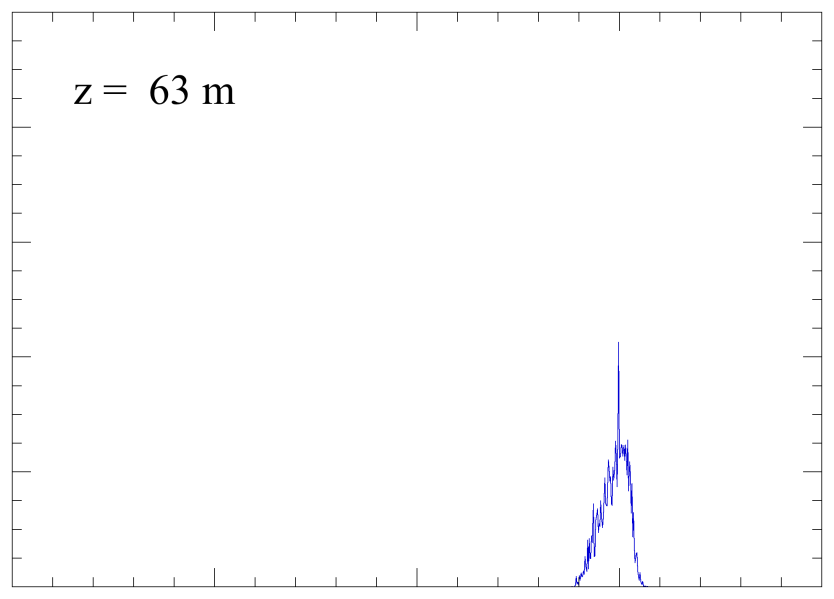 z = 63 m